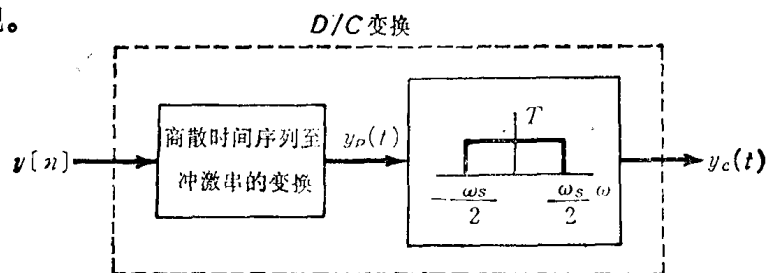 D/C 变换
y[n]
商散时间序列至
冲激串的变换
y_p(t)
T
-ω_s/2
ω_s/2
ω
y_c(t)